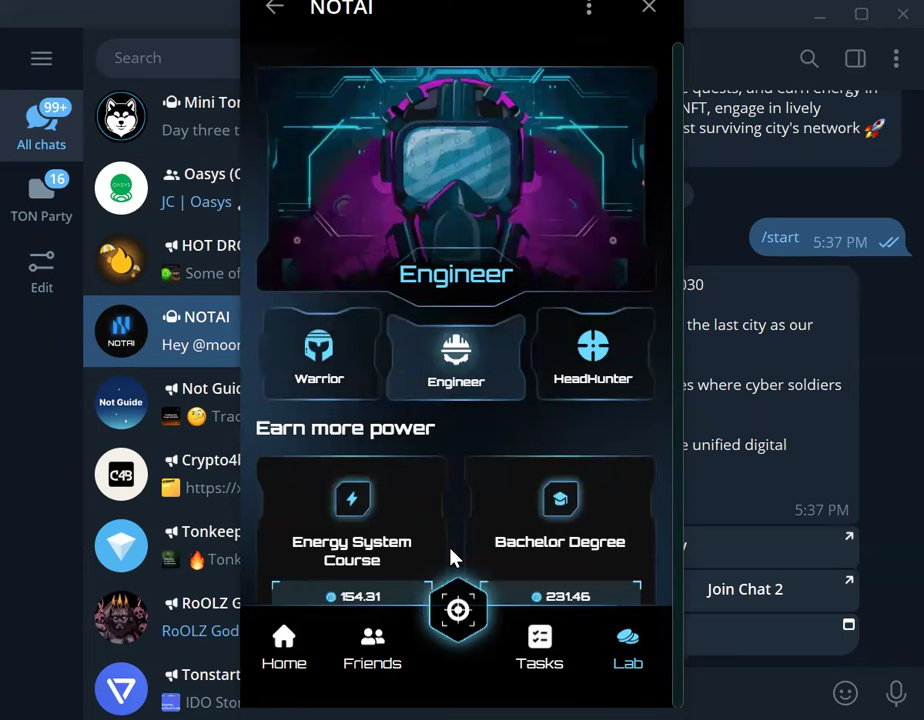 NOTAI
Search
99+
All chats
16
TON Party
Edit
Mini Ton
Day three t
Oasys (O
JC | Oasys
HOT DRO
Some of
NOTAI
NOTAI
Hey @moon
Not Guide
Not Guid
Trac
C4B
Crypto4B
https://x
Tonkeep
Tonk
RoOLZ G
RoOLZ God
Tonstart
IDO Stor
Engineer
Warrior
Engineer
HeadHunter
Earn more power
Energy System
Course
Bachelor Degree
154.31
231.46
Home
Friends
Tasks
Lab
quests, and earn energy in
NFT, engage in lively
st surviving city's network 🚀
/start
5:37 PM
030
the last city as our
es where cyber soldiers
e unified digital
5:37 PM
y
Join Chat 2